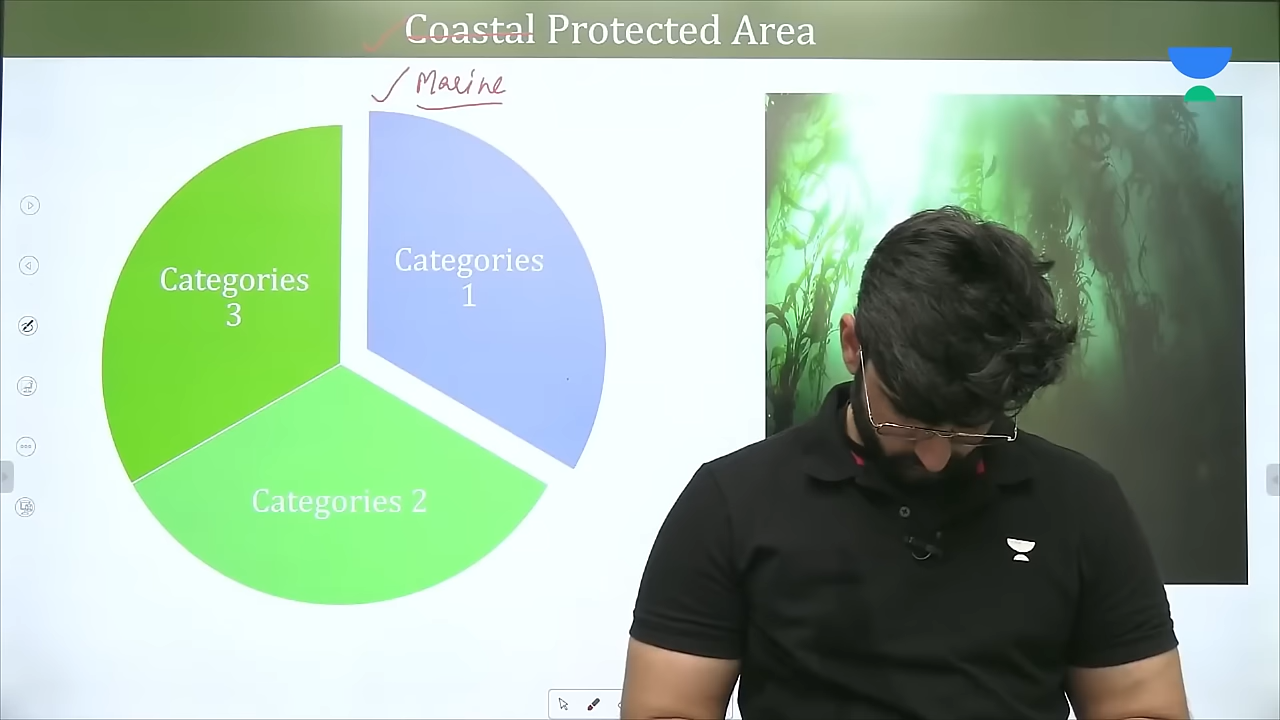 Coastal Protected Area
Marine
Categories
1
Categories
3
Categories 2